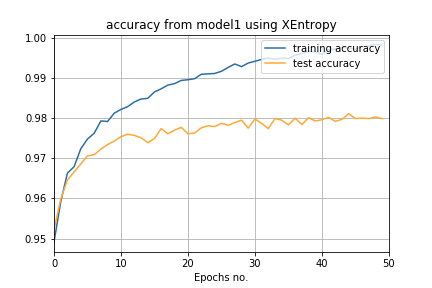 accuracy from model1 using XEntropy
1.00
0.99
0.98
0.97
0.96
0.95
training accuracy
test accuracy
0 10 20 30 40 50
Epochs no.